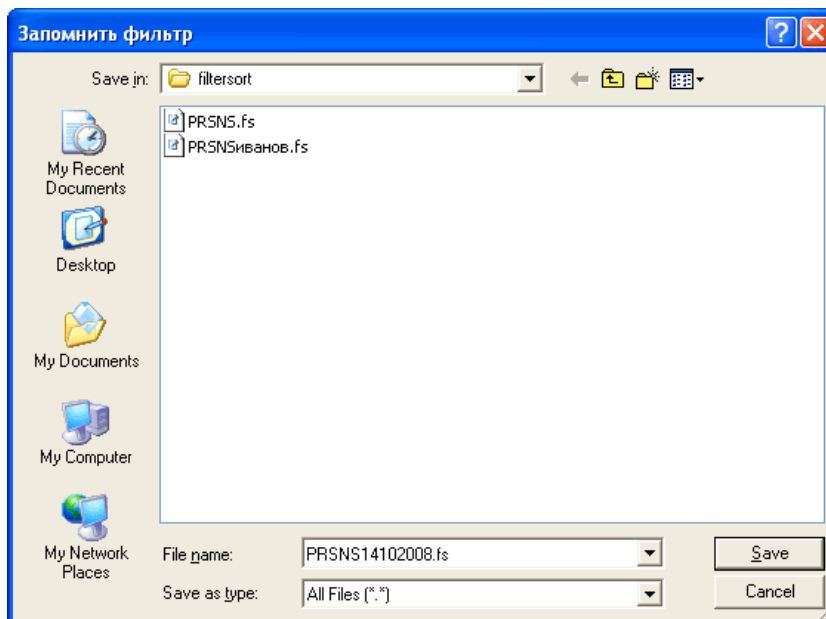 Запомнить фильтр
Save in:
filtersort
PRSNS.fs
PRSNSиванов.fs
My Recent
Documents
Desktop
My Documents
My Computer
My Network
Places
File name:
PRSNS14102008.fs
Save
Save as type:
All Files (*.*)
Cancel